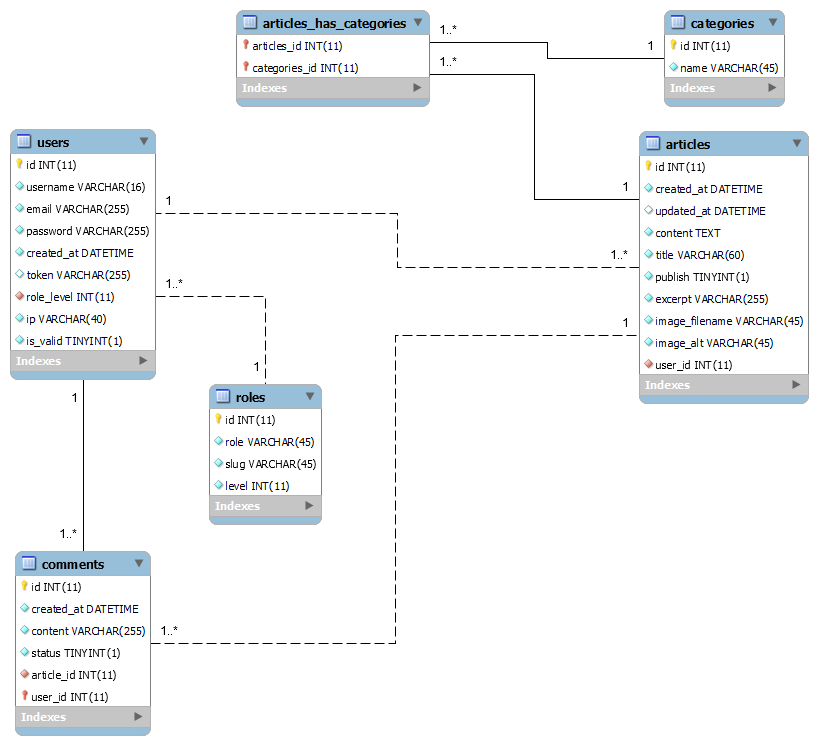 articles_has_categories
articles_id INT(11)
categories_id INT(11)
Indexes
1..*
1..*
1
categories
id INT(11)
name VARCHAR(45)
Indexes
users
id INT(11)
username VARCHAR(16)
email VARCHAR(255)
password VARCHAR(255)
created_at DATETIME
token VARCHAR(255)
role_level INT(11)
ip VARCHAR(40)
is_valid TINYINT(1)
Indexes
1
1..*
1
1..*
1
1..*
1
articles
id INT(11)
created_at DATETIME
updated_at DATETIME
content TEXT
title VARCHAR(60)
publish TINYINT(1)
excerpt VARCHAR(255)
image_filename VARCHAR(45)
image_alt VARCHAR(45)
user_id INT(11)
Indexes
roles
id INT(11)
role VARCHAR(45)
slug VARCHAR(45)
level INT(11)
Indexes
1
1..*
comments
id INT(11)
created_at DATETIME
content VARCHAR(255)
status TINYINT(1)
article_id INT(11)
user_id INT(11)
Indexes
1..*